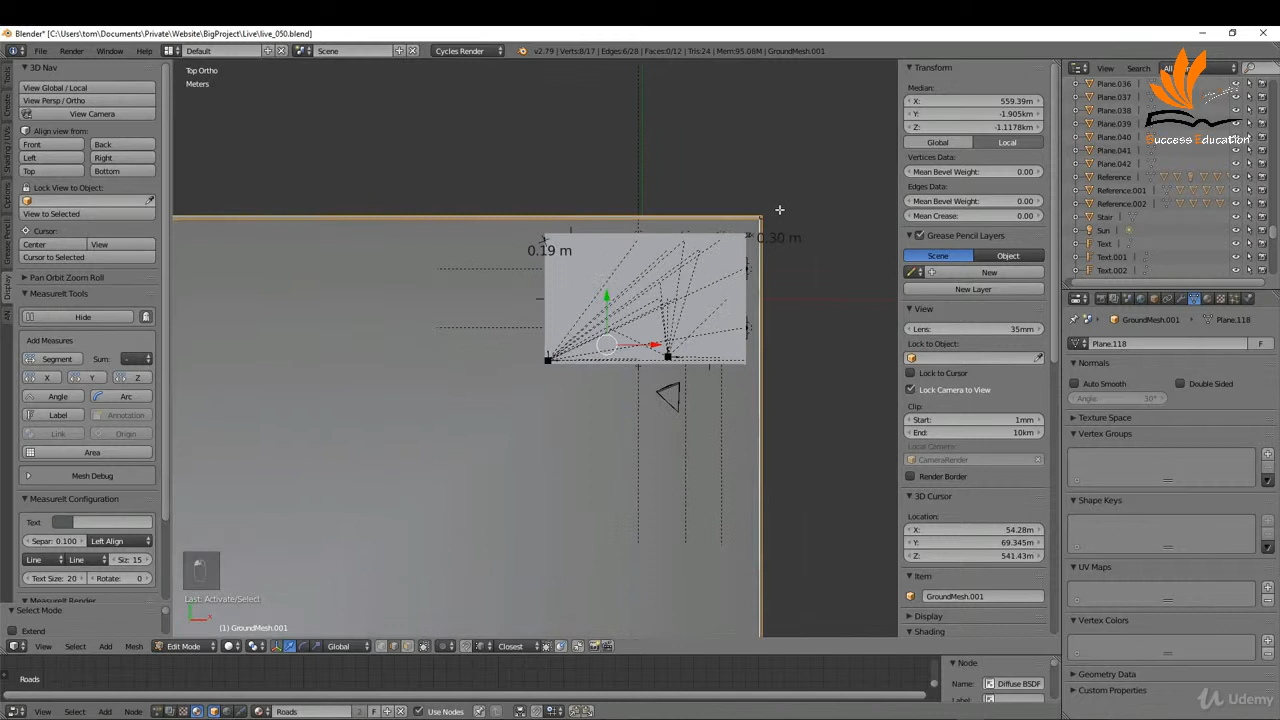 Blender* [C:\Users\tom\Documents\Private\Website\BigProject\Live\live_050.blend]
File Render Window Help Default Scene Cycles Render v2.79 | Verts:8/17 | Edges:6/28 | Faces:0/12 | Tris:24 | Mem:95.08M | GroundMesh.001
View Search
Success Education
3D Nav
View Global / Local
View Persp / Ortho
View Camera
Align view from:
Front Back
Left Right
Top Bottom
Lock View to Object:
View to Selected
Cursor:
Center View
Cursor to Selected
Pan Orbit Zoom Roll
MeasureIt Tools
Hide
Add Measures
Segment Sum: -
X Y Z
Angle Arc
Label Annotation
Link Origin
Area
Mesh Debug
MeasureIt Configuration
Text
Separ: 0.100 Left Align
Line Line Siz: 15
Text Size: 20 Rotate: 0
MeasureIt Render
Select Mode
Extend
Tools
Create
Shading / UVs
Options
Grease Pencil
Display
AN
Top Ortho
Meters
0.19 m
0.30 m
Last: Activate/Select
(1) GroundMesh.001
View Select Add Mesh Edit Mode Global Closest
Roads
View Select Add Node Roads 2 F Use Nodes
Transform
Median:
X: 559.39m
Y: -1.905km
Z: -1.1178km
Global Local
Vertices Data:
Mean Bevel Weight: 0.00
Edges Data:
Mean Bevel Weight: 0.00
Mean Crease: 0.00
Grease Pencil Layers
Scene Object
New
New Layer
View
Lens: 35mm
Lock to Object:
Lock to Cursor
Lock Camera to View
Clip:
Start: 1mm
End: 10km
Local Camera:
CameraRender
Render Border
3D Cursor
Location:
X: 54.28m
Y: 69.345m
Z: 541.43m
Item
GroundMesh.001
Display
Shading
Node
Name: Diffuse BSDF
Label:
Plane.036
Plane.037
Plane.038
Plane.039
Plane.040
Plane.041
Plane.042
Reference
Reference.001
Reference.002
Stair
Sun
Text
Text.001
Text.002
GroundMesh.001 Plane.118
Plane.118 F
Normals
Auto Smooth Double Sided
Angle: 30°
Texture Space
Vertex Groups
Shape Keys
UV Maps
Vertex Colors
Geometry Data
Custom Properties
Udemy